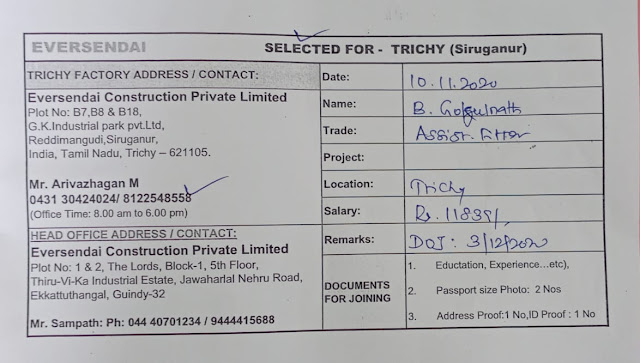 EVERSENDAI
SELECTED FOR - TRICHY (Siruganur)
TRICHY FACTORY ADDRESS / CONTACT:
Eversendai Construction Private Limited
Plot No: B7,B8 & B18,
G.K.Industrial park pvt.Ltd,
Reddimangudi,Siruganur,
India, Tamil Nadu, Trichy – 621105.
Mr. Arivazhagan M
0431 30424024/ 8122548558
(Office Time: 8.00 am to 6.00 pm)
HEAD OFFICE ADDRESS / CONTACT:
Eversendai Construction Private Limited
Plot No: 1 & 2, The Lords, Block-1, 5th Floor,
Thiru-Vi-Ka Industrial Estate, Jawaharlal Nehru Road,
Ekkattuthangal, Guindy-32
Mr. Sampath: Ph: 044 40701234 / 9444415688
Date: 10.11.2020
Name: B. Gokulnath
Trade: Assist. Fitter
Project:
Location: Trichy
Salary: Rs. 11839/.
Remarks: DOJ : 3/12/2020
DOCUMENTS FOR JOINING
1. Eductation, Experience...etc),
2. Passport size Photo: 2 Nos
3. Address Proof:1 No,ID Proof : 1 No